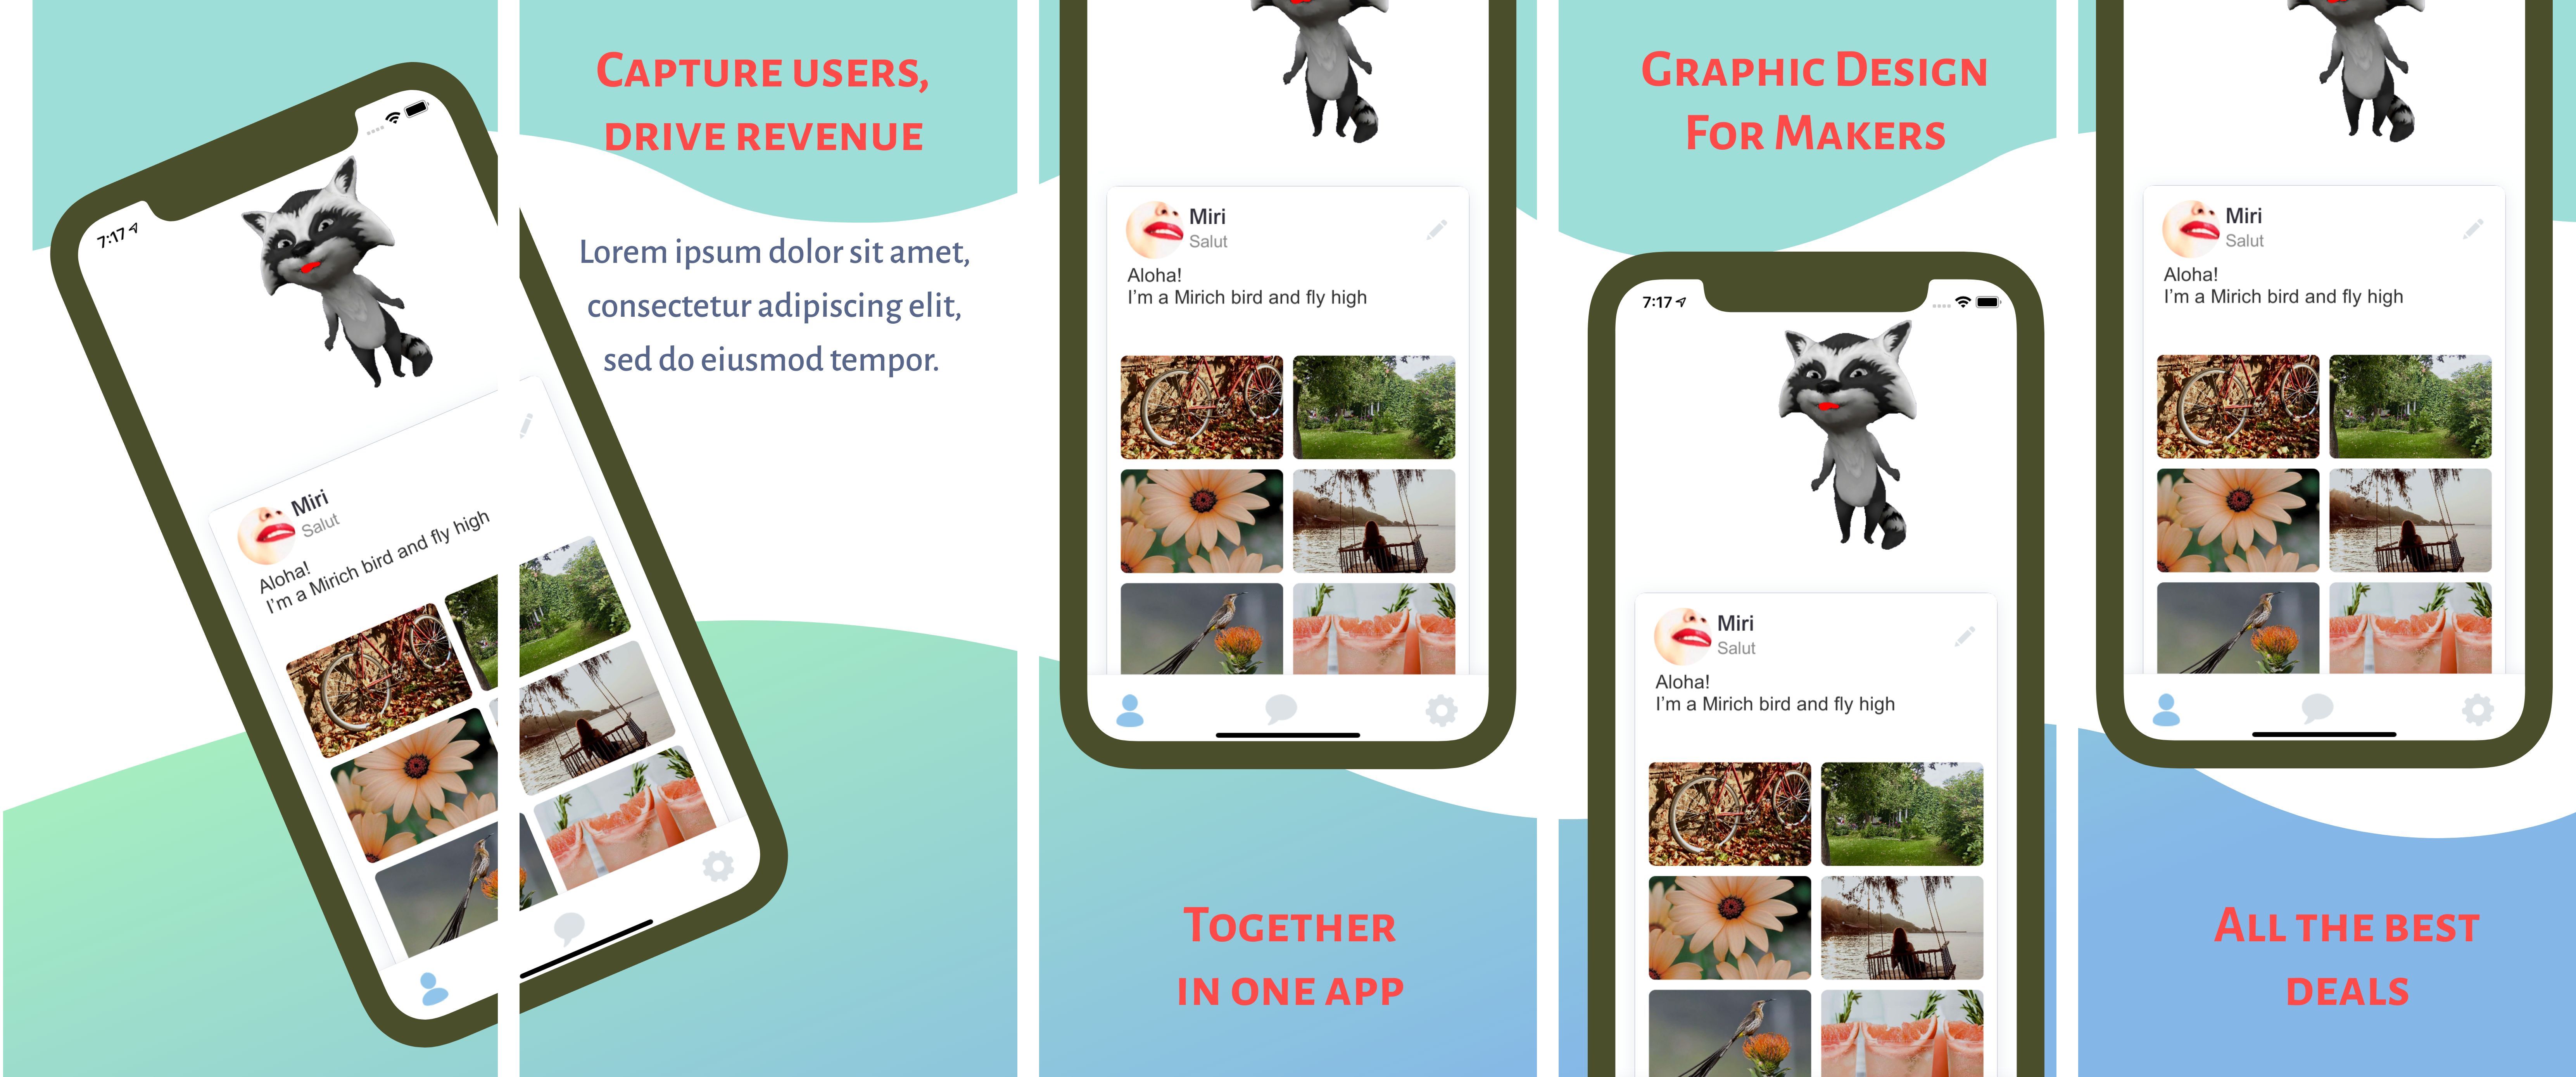 7:17
Miri
Salut
Aloha!
I'm a Mirich bird and fly high
Capture users,
drive revenue
Lorem ipsum dolor sit amet,
consectetur adipiscing elit,
sed do eiusmod tempor.
Miri
Salut
Aloha!
I'm a Mirich bird and fly high
Together
in one app
Graphic Design
For Makers
7:17
Miri
Salut
Aloha!
I'm a Mirich bird and fly high
Miri
Salut
Aloha!
I'm a Mirich bird and fly high
All the best
deals